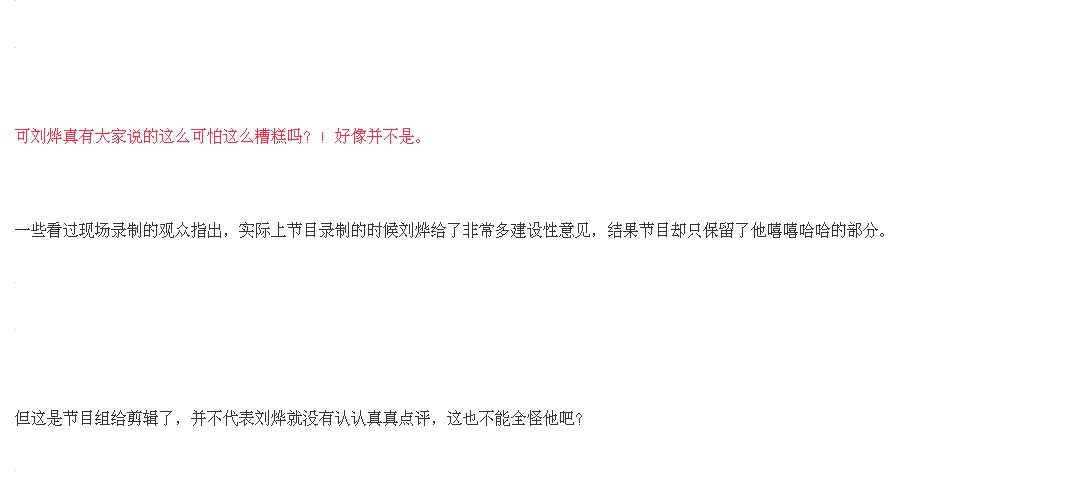 可刘烨真有大家说的这么可怕这么糟糕吗？！好像并不是。
一些看过现场录制的观众指出，实际上节目录制的时候刘烨给了非常多建设性意见，结果节目却只保留了他嘻嘻哈哈的部分。
但这是节目组给剪辑了，并不代表刘烨就没有认认真真点评，这也不能全怪他吧？